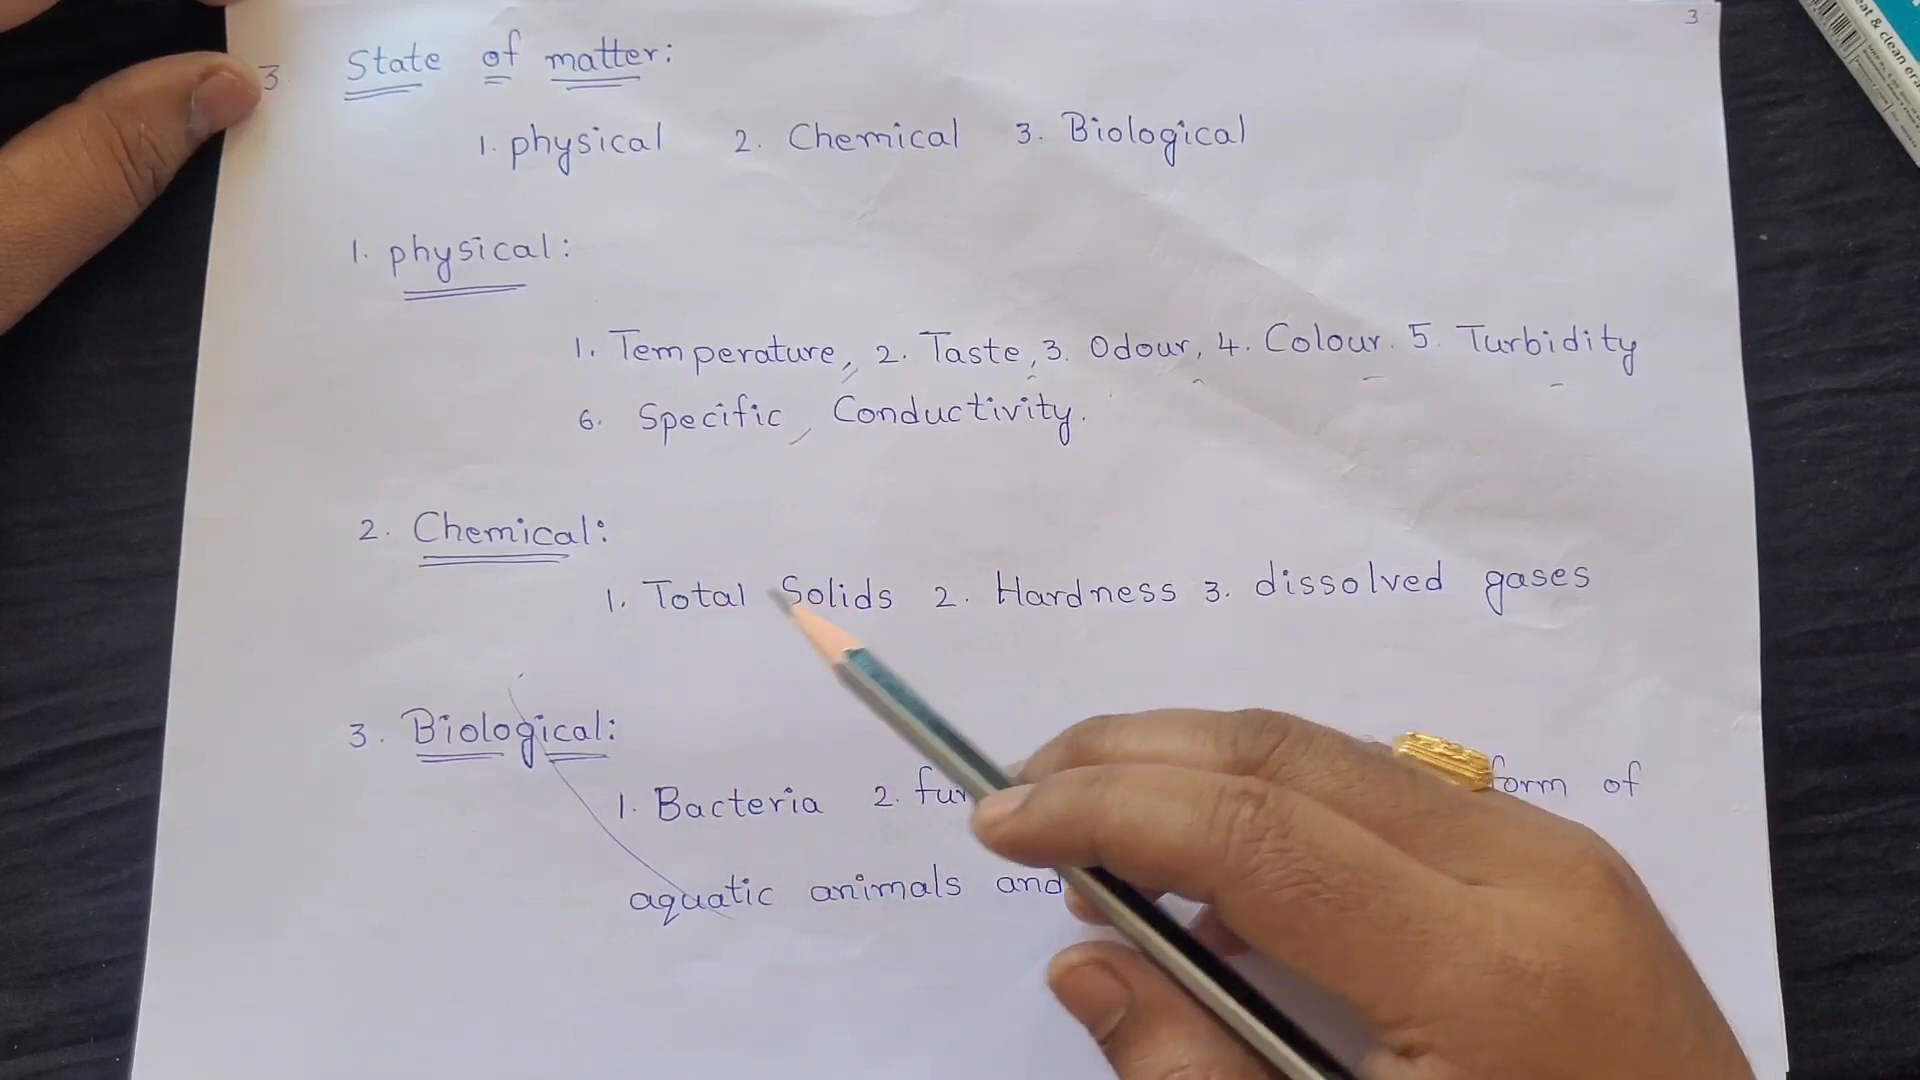 3
3. State of matter:
1. physical 2. Chemical 3. Biological
1. physical:
1. Temperature, 2. Taste, 3. Odour, 4. Colour. 5. Turbidity
6. Specific, Conductivity.
2. Chemical:
1. Total Solids 2. Hardness 3. dissolved gases
3. Biological:
1. Bacteria 2. form of
aquatic animals and
eat & clean